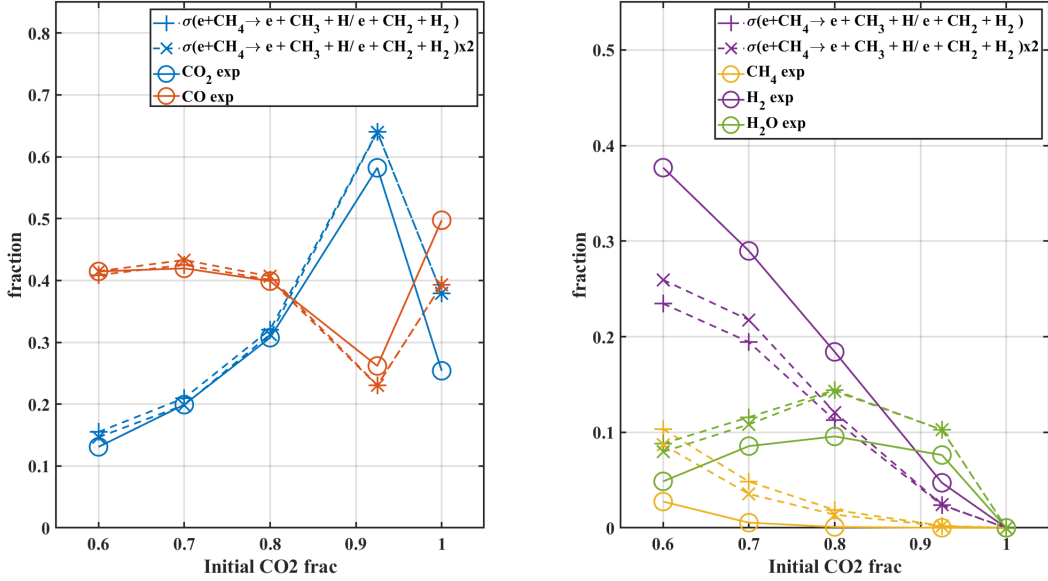 σ(e+CH₄→ e + CH₃ + H/ e + CH₂ + H₂ )
σ(e+CH₄→ e + CH₃ + H/ e + CH₂ + H₂ )x2
CO₂ exp
CO exp
0.8
0.7
0.6
0.5
0.4
0.3
0.2
0.1
0
fraction
0.6 0.7 0.8 0.9 1
Initial CO2 frac
σ(e+CH₄→ e + CH₃ + H/ e + CH₂ + H₂ )
σ(e+CH₄→ e + CH₃ + H/ e + CH₂ + H₂ )x2
CH₄ exp
H₂ exp
H₂O exp
0.5
0.4
0.3
0.2
0.1
0
fraction
0.6 0.7 0.8 0.9 1
Initial CO2 frac